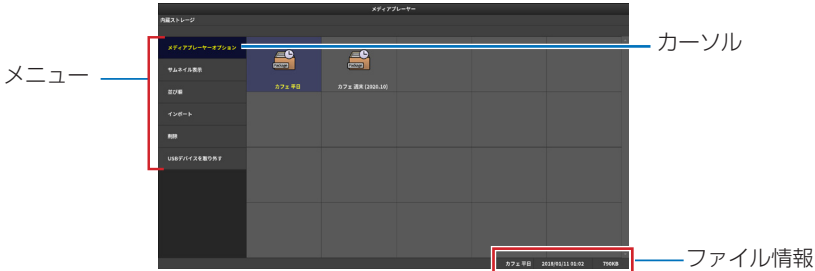 メディアプレーヤー
内蔵ストレージ
メディアプレーヤーオプション
サムネイル表示
並び順
インポート
削除
USBデバイスを取り外す
Package
カフェ 平日
Package
カフェ 週末 (2020.10)
カフェ 平日 2019/01/11 01:02 790KB
メニュー
カーソル
ファイル情報